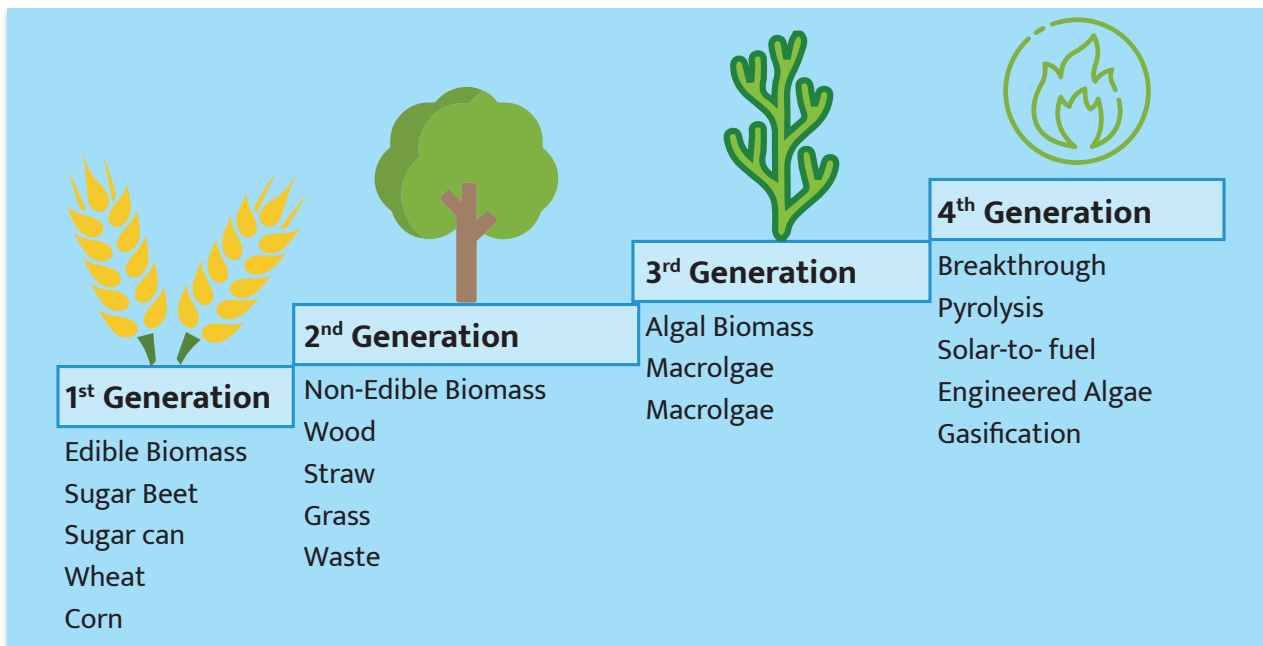 1st Generation
Edible Biomass
Sugar Beet
Sugar can
Wheat
Corn
2nd Generation
Non-Edible Biomass
Wood
Straw
Grass
Waste
3rd Generation
Algal Biomass
Macrolgae
Macrolgae
4th Generation
Breakthrough
Pyrolysis
Solar-to- fuel
Engineered Algae
Gasification